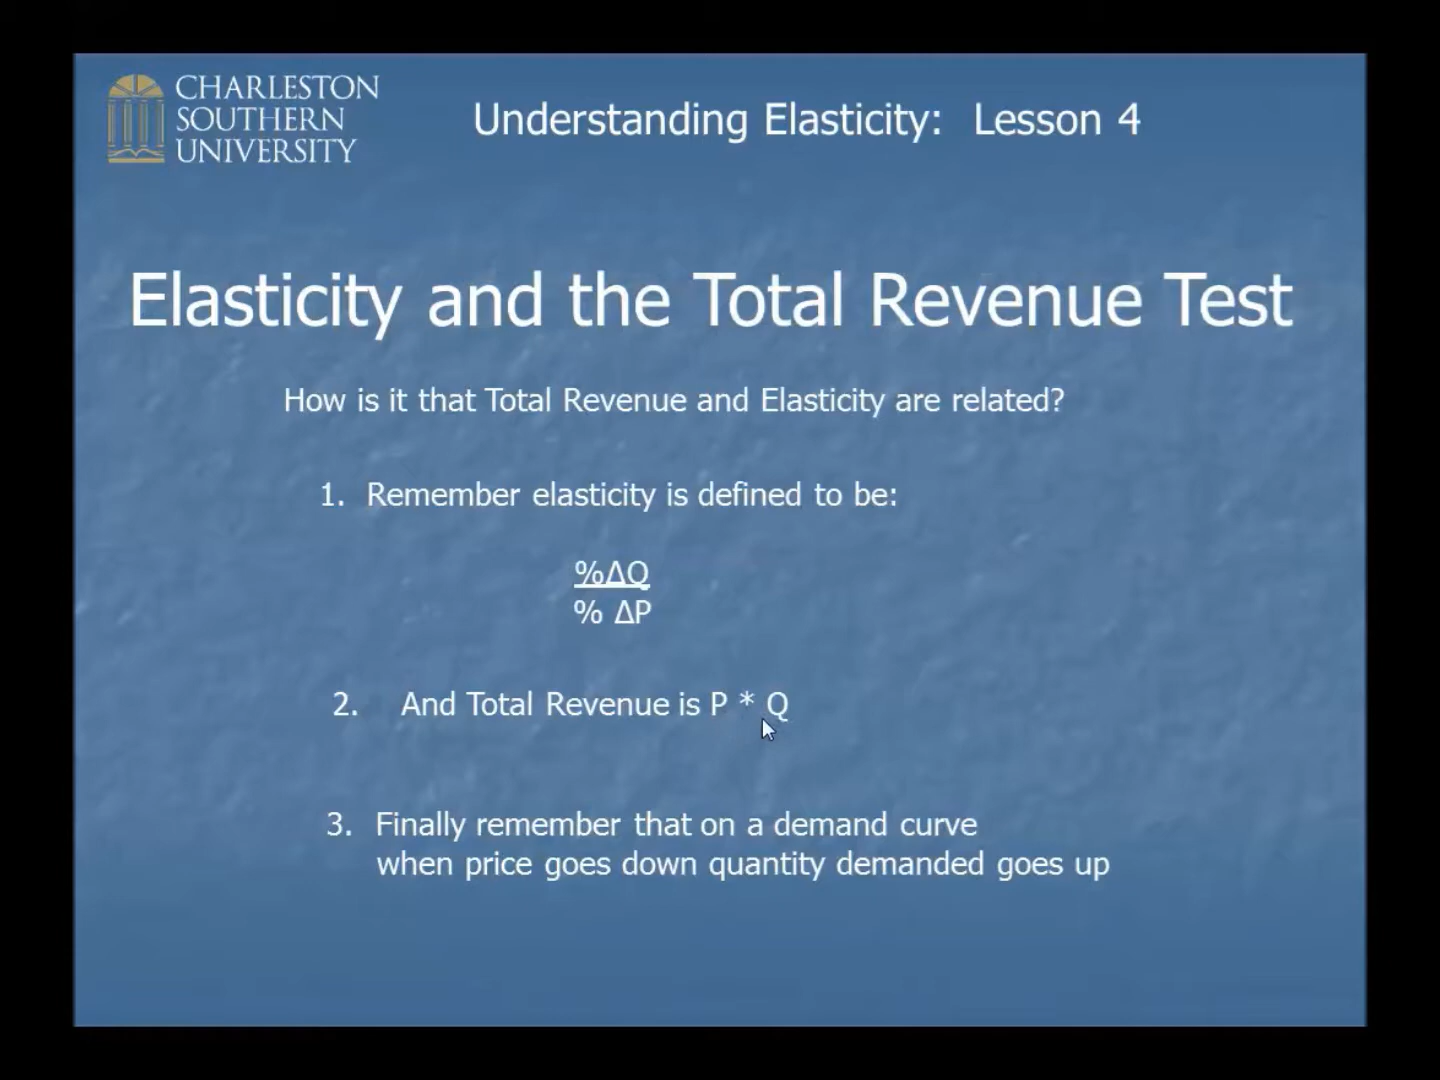 CHARLESTON
SOUTHERN
UNIVERSITY
Understanding Elasticity: Lesson 4
Elasticity and the Total Revenue Test
How is it that Total Revenue and Elasticity are related?
1. Remember elasticity is defined to be:
%ΔQ
% ΔP
2. And Total Revenue is P * Q
3. Finally remember that on a demand curve
when price goes down quantity demanded goes up